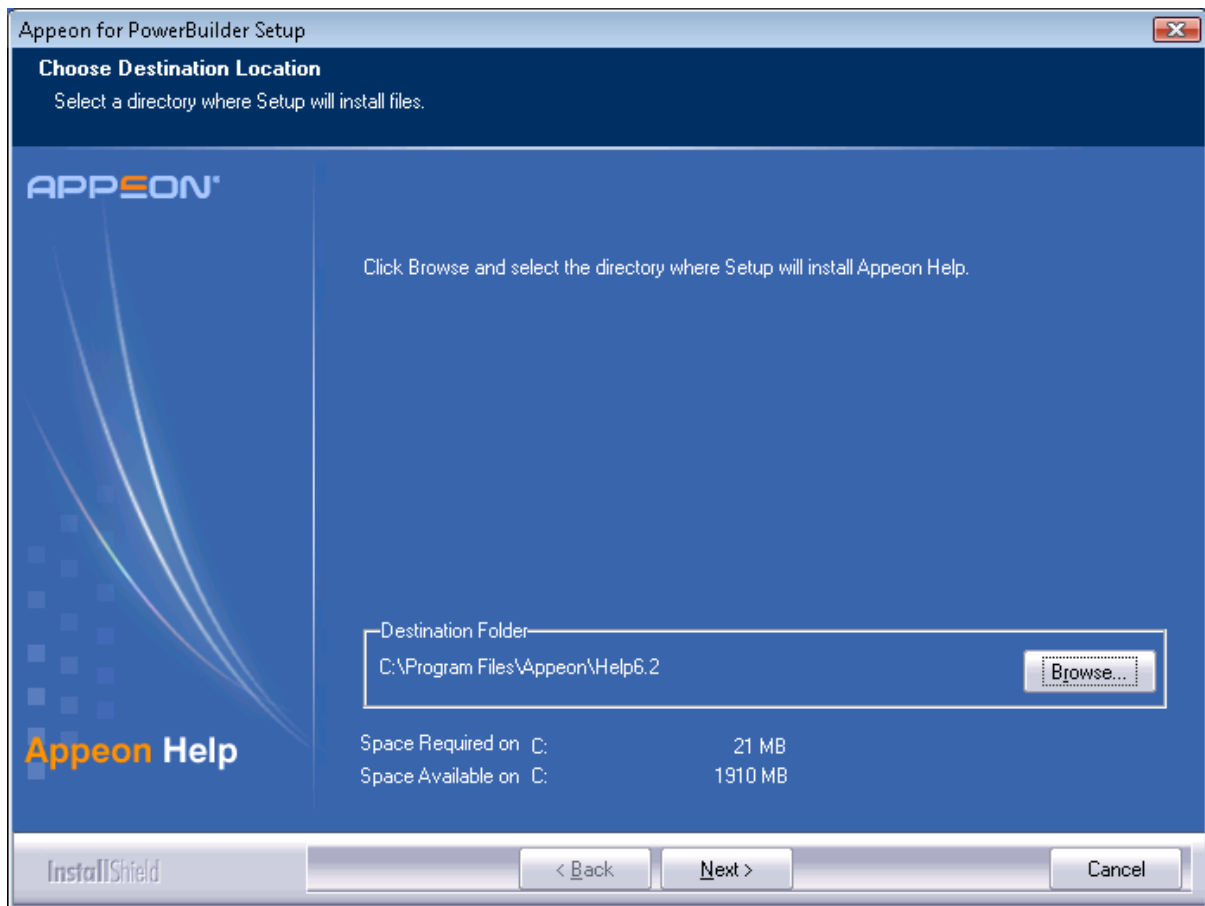 Appeon for PowerBuilder Setup
Choose Destination Location
Select a directory where Setup will install files.
APPEON®
Click Browse and select the directory where Setup will install Appeon Help.
Destination Folder
C:\Program Files\Appeon\Help6.2
Browse...
Appeon Help
Space Required on C: 21 MB
Space Available on C: 1910 MB
InstallShield
< Back
Next >
Cancel